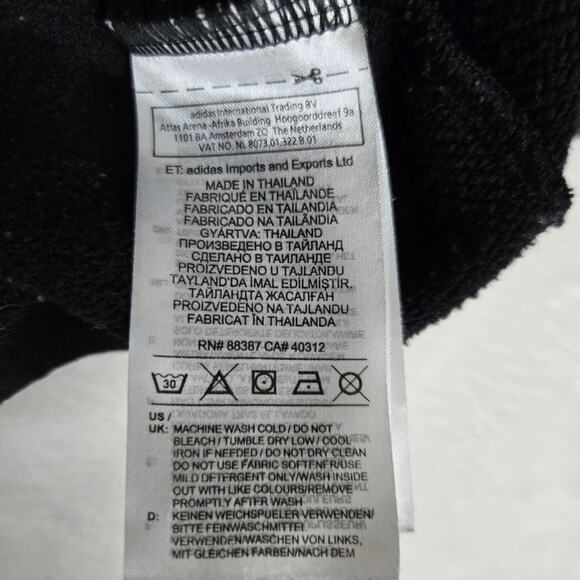 adidas International Trading BV
Atlas Arena -Afrika Building Hoogoorddreef 9a
1101 BA Amsterdam ZO The Netherlands
VAT NO. NL 8073.01.322.B.01
ET: adidas Imports and Exports Ltd
MADE IN THAILAND
FABRIQUÉ EN THAÏLANDE
FABRICADO EN TAILANDIA
FABRICADO NA TAILÂNDIA
GYÁRTVA: THAILAND
ПРОИЗВЕДЕНО В ТАЙЛАНД
СДЕЛАНО В ТАИЛАНДЕ
PROIZVEDENO U TAJLANDU
TAYLAND'DA İMAL EDİLMİŞTİR.
ТАЙЛАНДТА ЖАСАЛҒАН
PROIZVEDENO NA TAJLANDU
FABRICAT ÎN THAILANDA
RN# 88387 CA# 40312
30
US /
UK: MACHINE WASH COLD / DO NOT
BLEACH / TUMBLE DRY LOW / COOL
IRON IF NEEDED / DO NOT DRY CLEAN
DO NOT USE FABRIC SOFTENER/USE
MILD DETERGENT ONLY/WASH INSIDE
OUT WITH LIKE COLOURS/REMOVE
PROMPTLY AFTER WASH
D: KEINEN WEICHSPUELER VERWENDEN/
BITTE FEINWASCHMITTEL
VERWENDEN/WASCHEN VON LINKS,
MIT GLEICHEN FARBEN/NACH DEM